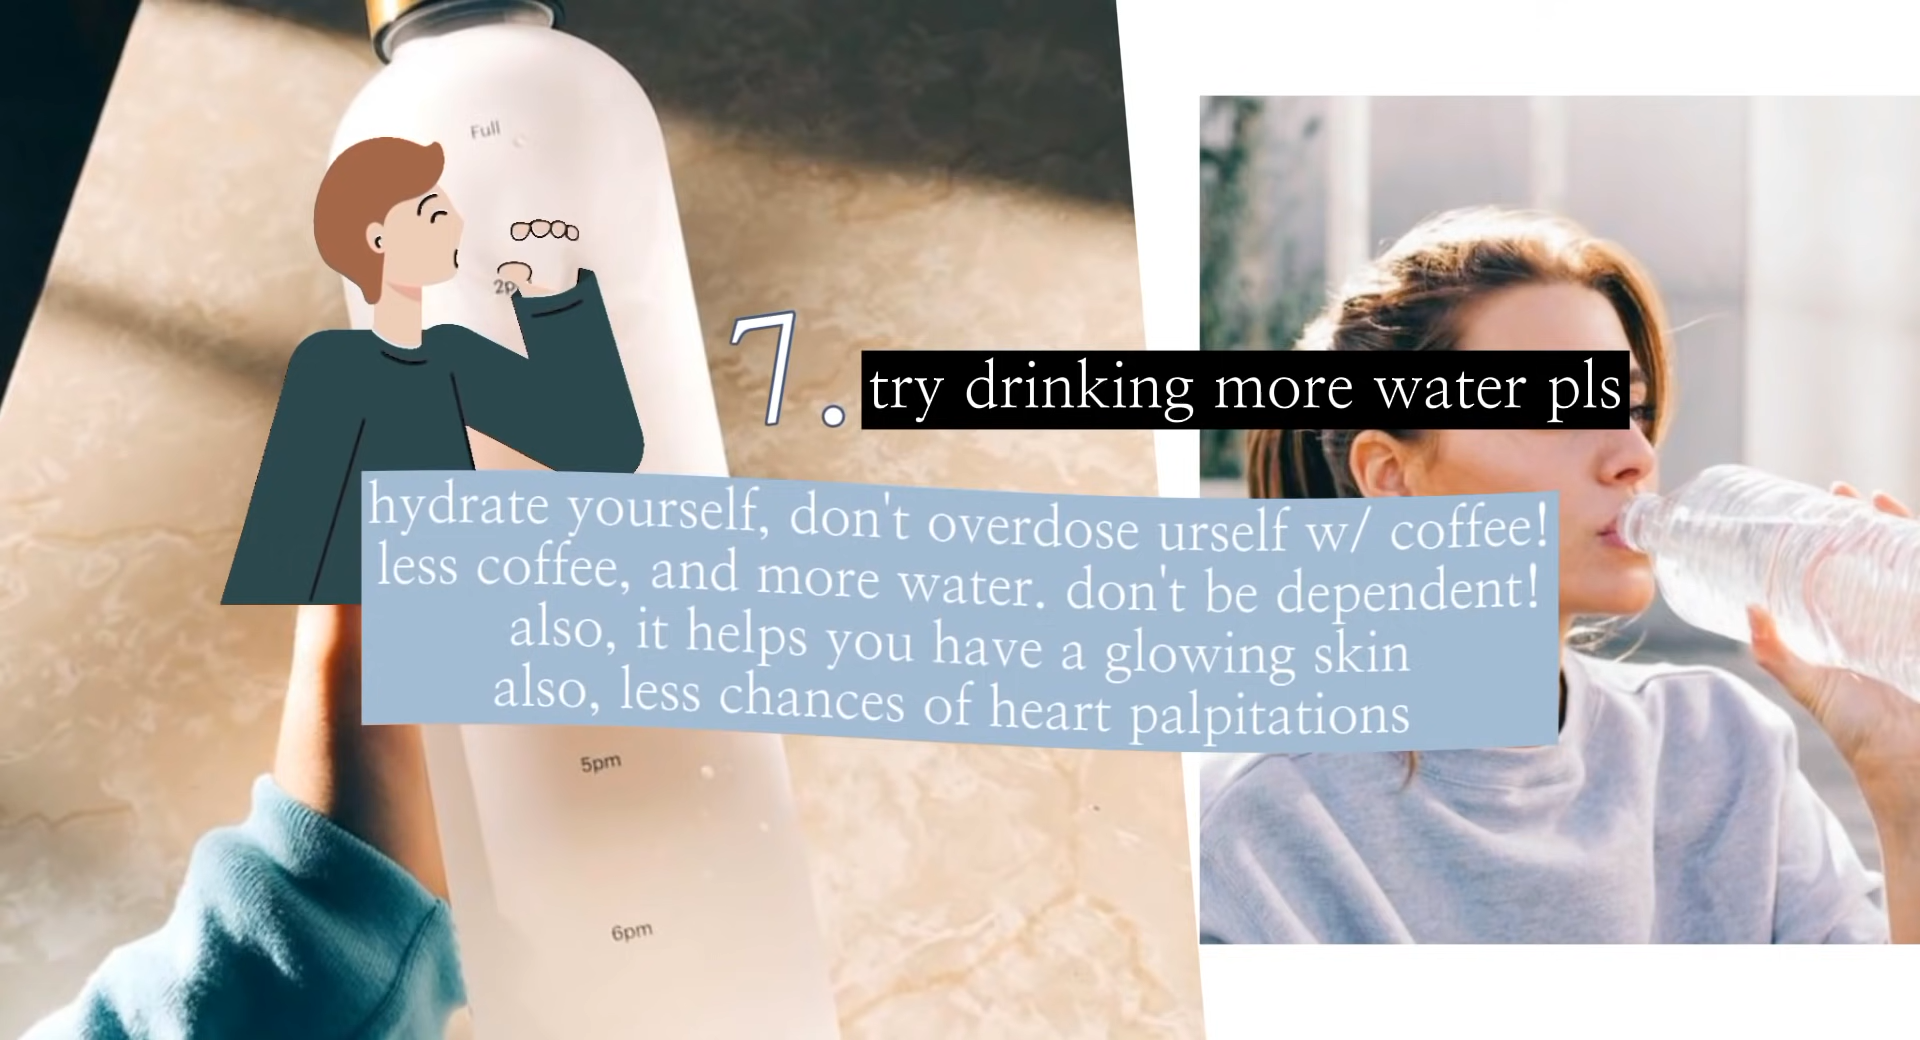 Full
2p
7. try drinking more water pls
hydrate yourself, don't overdose urself w/ coffee!
less coffee, and more water. don't be dependent!
also, it helps you have a glowing skin
also, less chances of heart palpitations
5pm
6pm